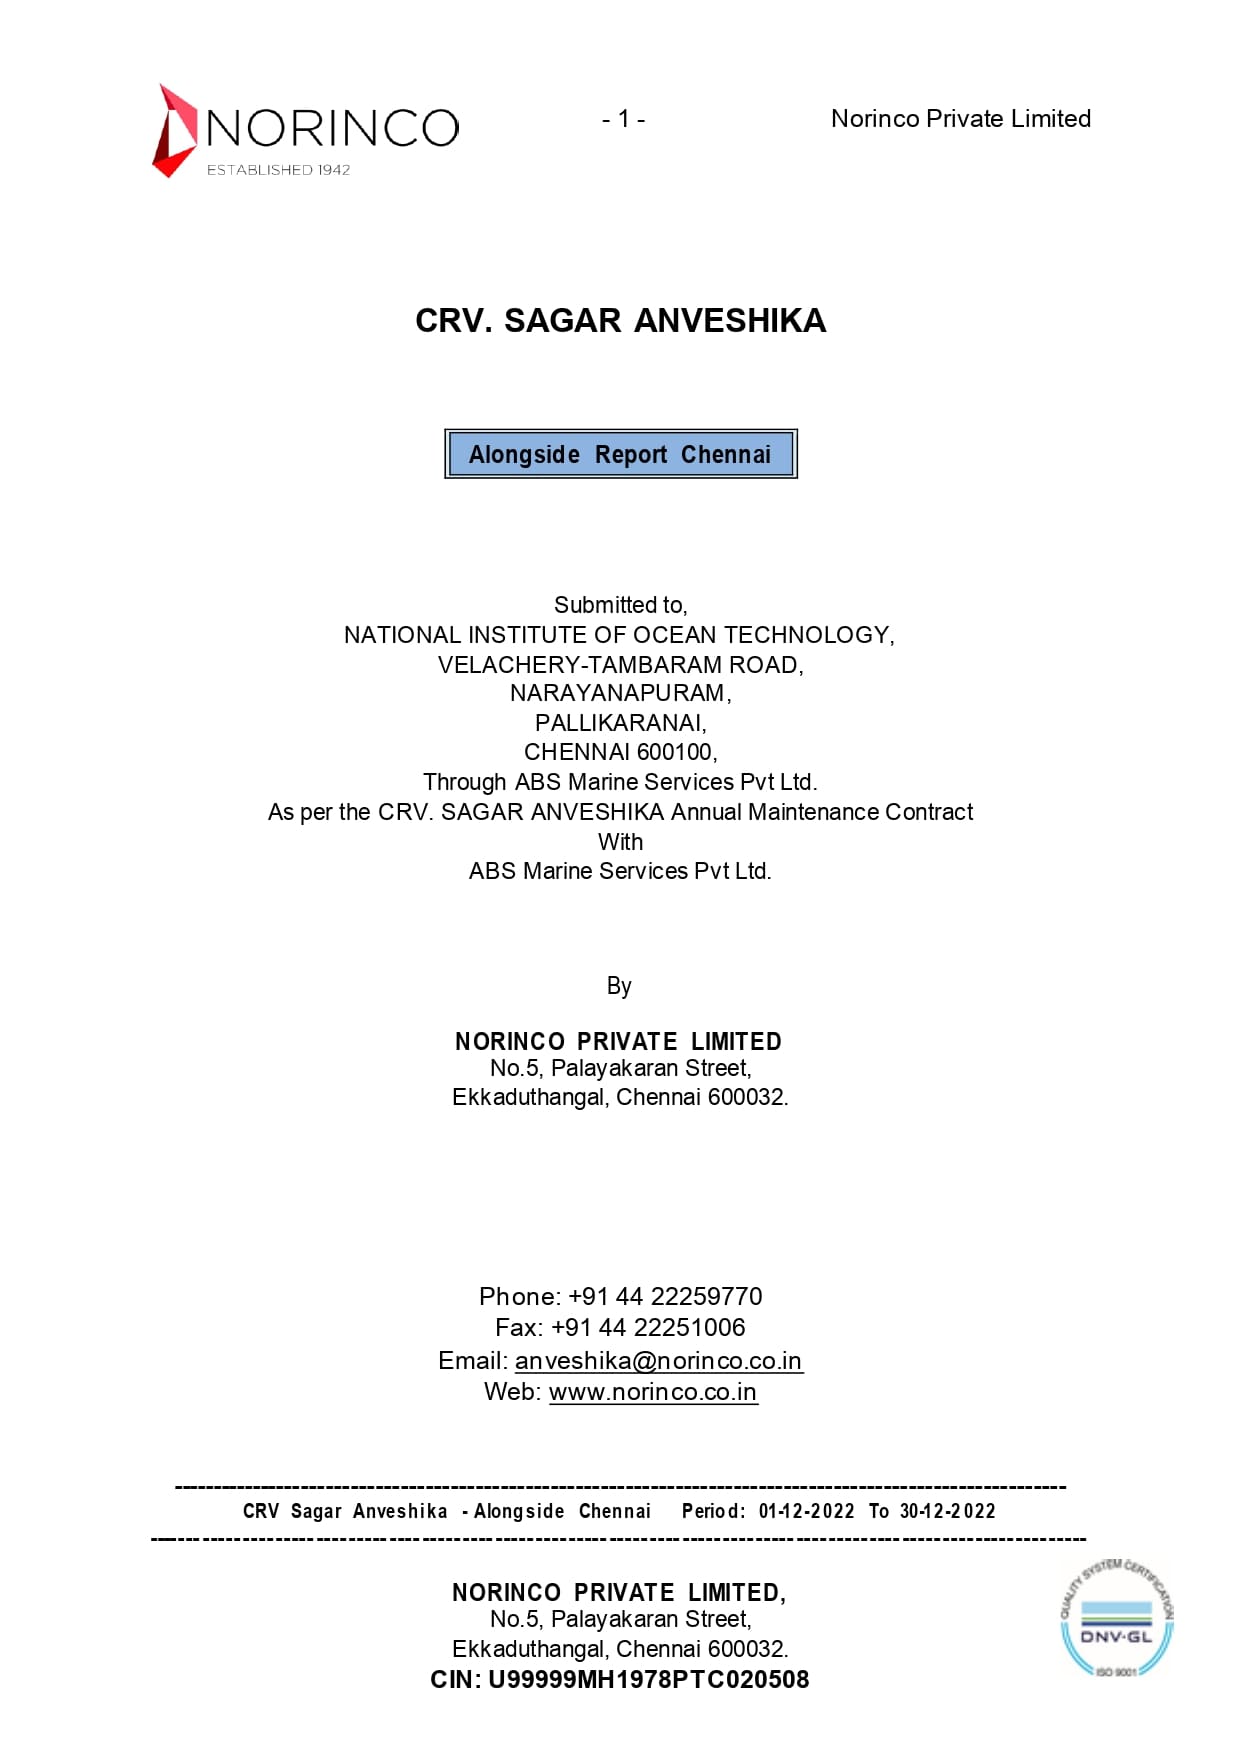 NORINCO
ESTABLISHED 1942
- 1 -
Norinco Private Limited
CRV. SAGAR ANVESHIKA
Alongside Report Chennai
Submitted to,
NATIONAL INSTITUTE OF OCEAN TECHNOLOGY,
VELACHERY-TAMBARAM ROAD,
NARAYANAPURAM,
PALLIKARANAI,
CHENNAI 600100,
Through ABS Marine Services Pvt Ltd.
As per the CRV. SAGAR ANVESHIKA Annual Maintenance Contract
With
ABS Marine Services Pvt Ltd.
By
NORINCO PRIVATE LIMITED
No.5, Palayakaran Street,
Ekkaduthangal, Chennai 600032.
Phone: +91 44 22259770
Fax: +91 44 22251006
Email: anveshika@norinco.co.in
Web: www.norinco.co.in
CRV Sagar Anveshika - Alongside Chennai Period: 01-12-2022 To 30-12-2022
NORINCO PRIVATE LIMITED,
No.5, Palayakaran Street,
Ekkaduthangal, Chennai 600032.
CIN: U99999MH1978PTC020508
QUALITY SYSTEM CERTIFICATION
DNV·GL
ISO 9001